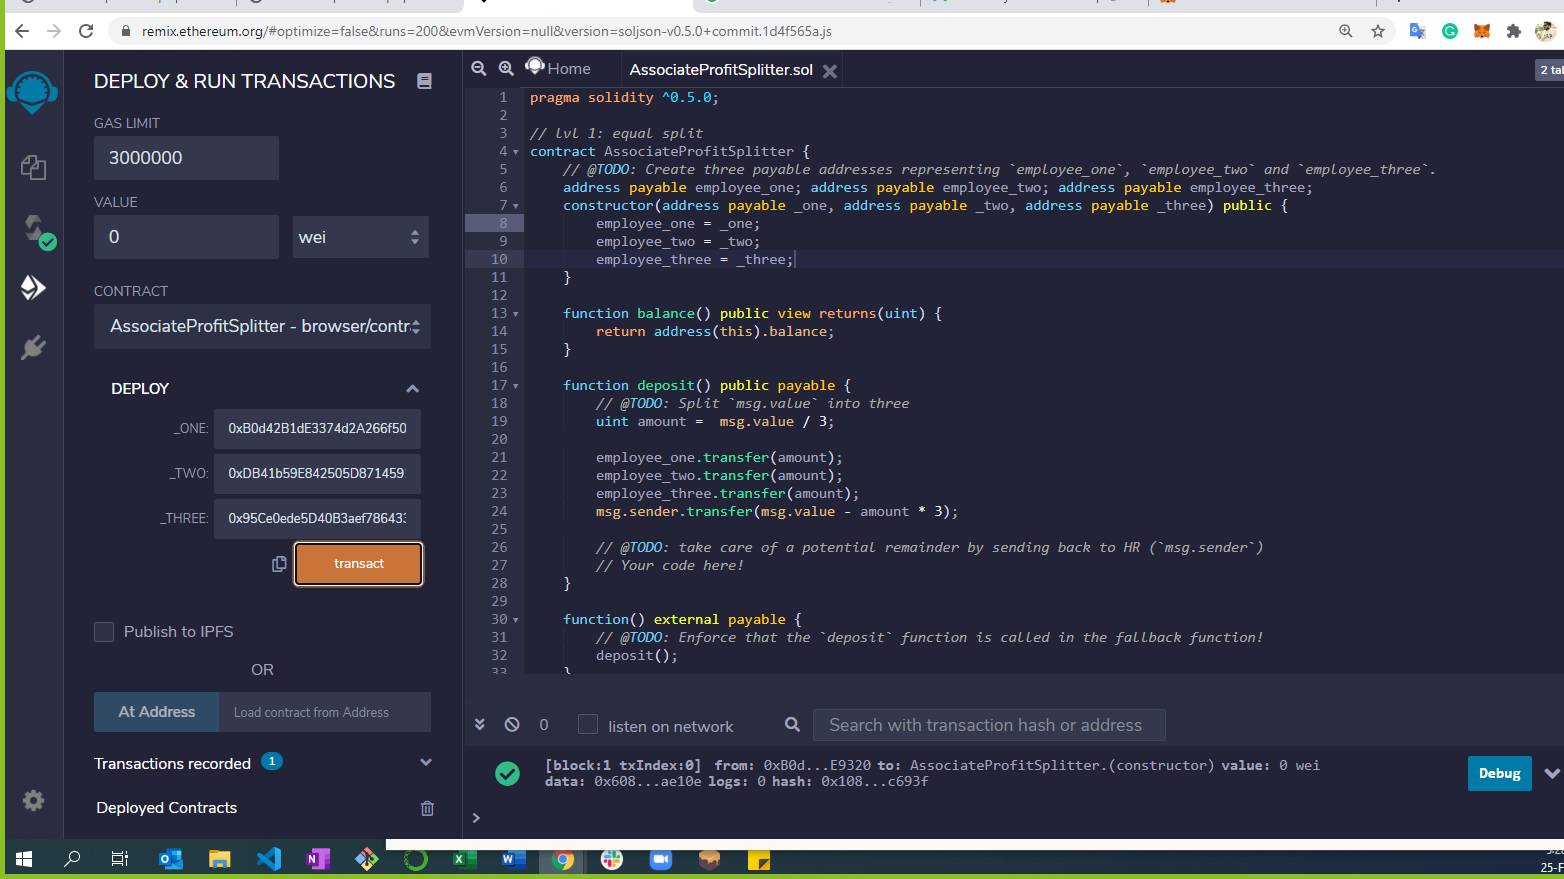 remix.ethereum.org/#optimize=false&runs=200&evmVersion=null&version=soljson-v0.5.0+commit.1d4f565a.js
DEPLOY & RUN TRANSACTIONS
GAS LIMIT
3000000
VALUE
0
wei
CONTRACT
AssociateProfitSplitter - browser/contr
DEPLOY
_ONE: 0xB0d42B1dE3374d2A266f50
_TWO: 0xDB41b59E842505D871459
_THREE: 0x95Ce0ede5D40B3aef78643
transact
Publish to IPFS
OR
At Address
Load contract from Address
Transactions recorded 1
Deployed Contracts
Home
AssociateProfitSplitter.sol
2 tal
1 pragma solidity ^0.5.0;
2
3 // lvl 1: equal split
4 contract AssociateProfitSplitter {
5 // @TODO: Create three payable addresses representing `employee_one`, `employee_two` and `employee_three`.
6 address payable employee_one; address payable employee_two; address payable employee_three;
7 constructor(address payable _one, address payable _two, address payable _three) public {
8 employee_one = _one;
9 employee_two = _two;
10 employee_three = _three;
11 }
12
13 function balance() public view returns(uint) {
14 return address(this).balance;
15 }
16
17 function deposit() public payable {
18 // @TODO: Split `msg.value` into three
19 uint amount =  msg.value / 3;
20
21 employee_one.transfer(amount);
22 employee_two.transfer(amount);
23 employee_three.transfer(amount);
24 msg.sender.transfer(msg.value - amount * 3);
25
26 // @TODO: take care of a potential remainder by sending back to HR (`msg.sender`)
27 // Your code here!
28 }
29
30 function() external payable {
31 // @TODO: Enforce that the `deposit` function is called in the fallback function!
32 deposit();
33 }
0
listen on network
Search with transaction hash or address
[block:1 txIndex:0] from: 0xB0d...E9320 to: AssociateProfitSplitter.(constructor) value: 0 wei
data: 0x608...ae10e logs: 0 hash: 0x108...c693f
Debug
>
25-F